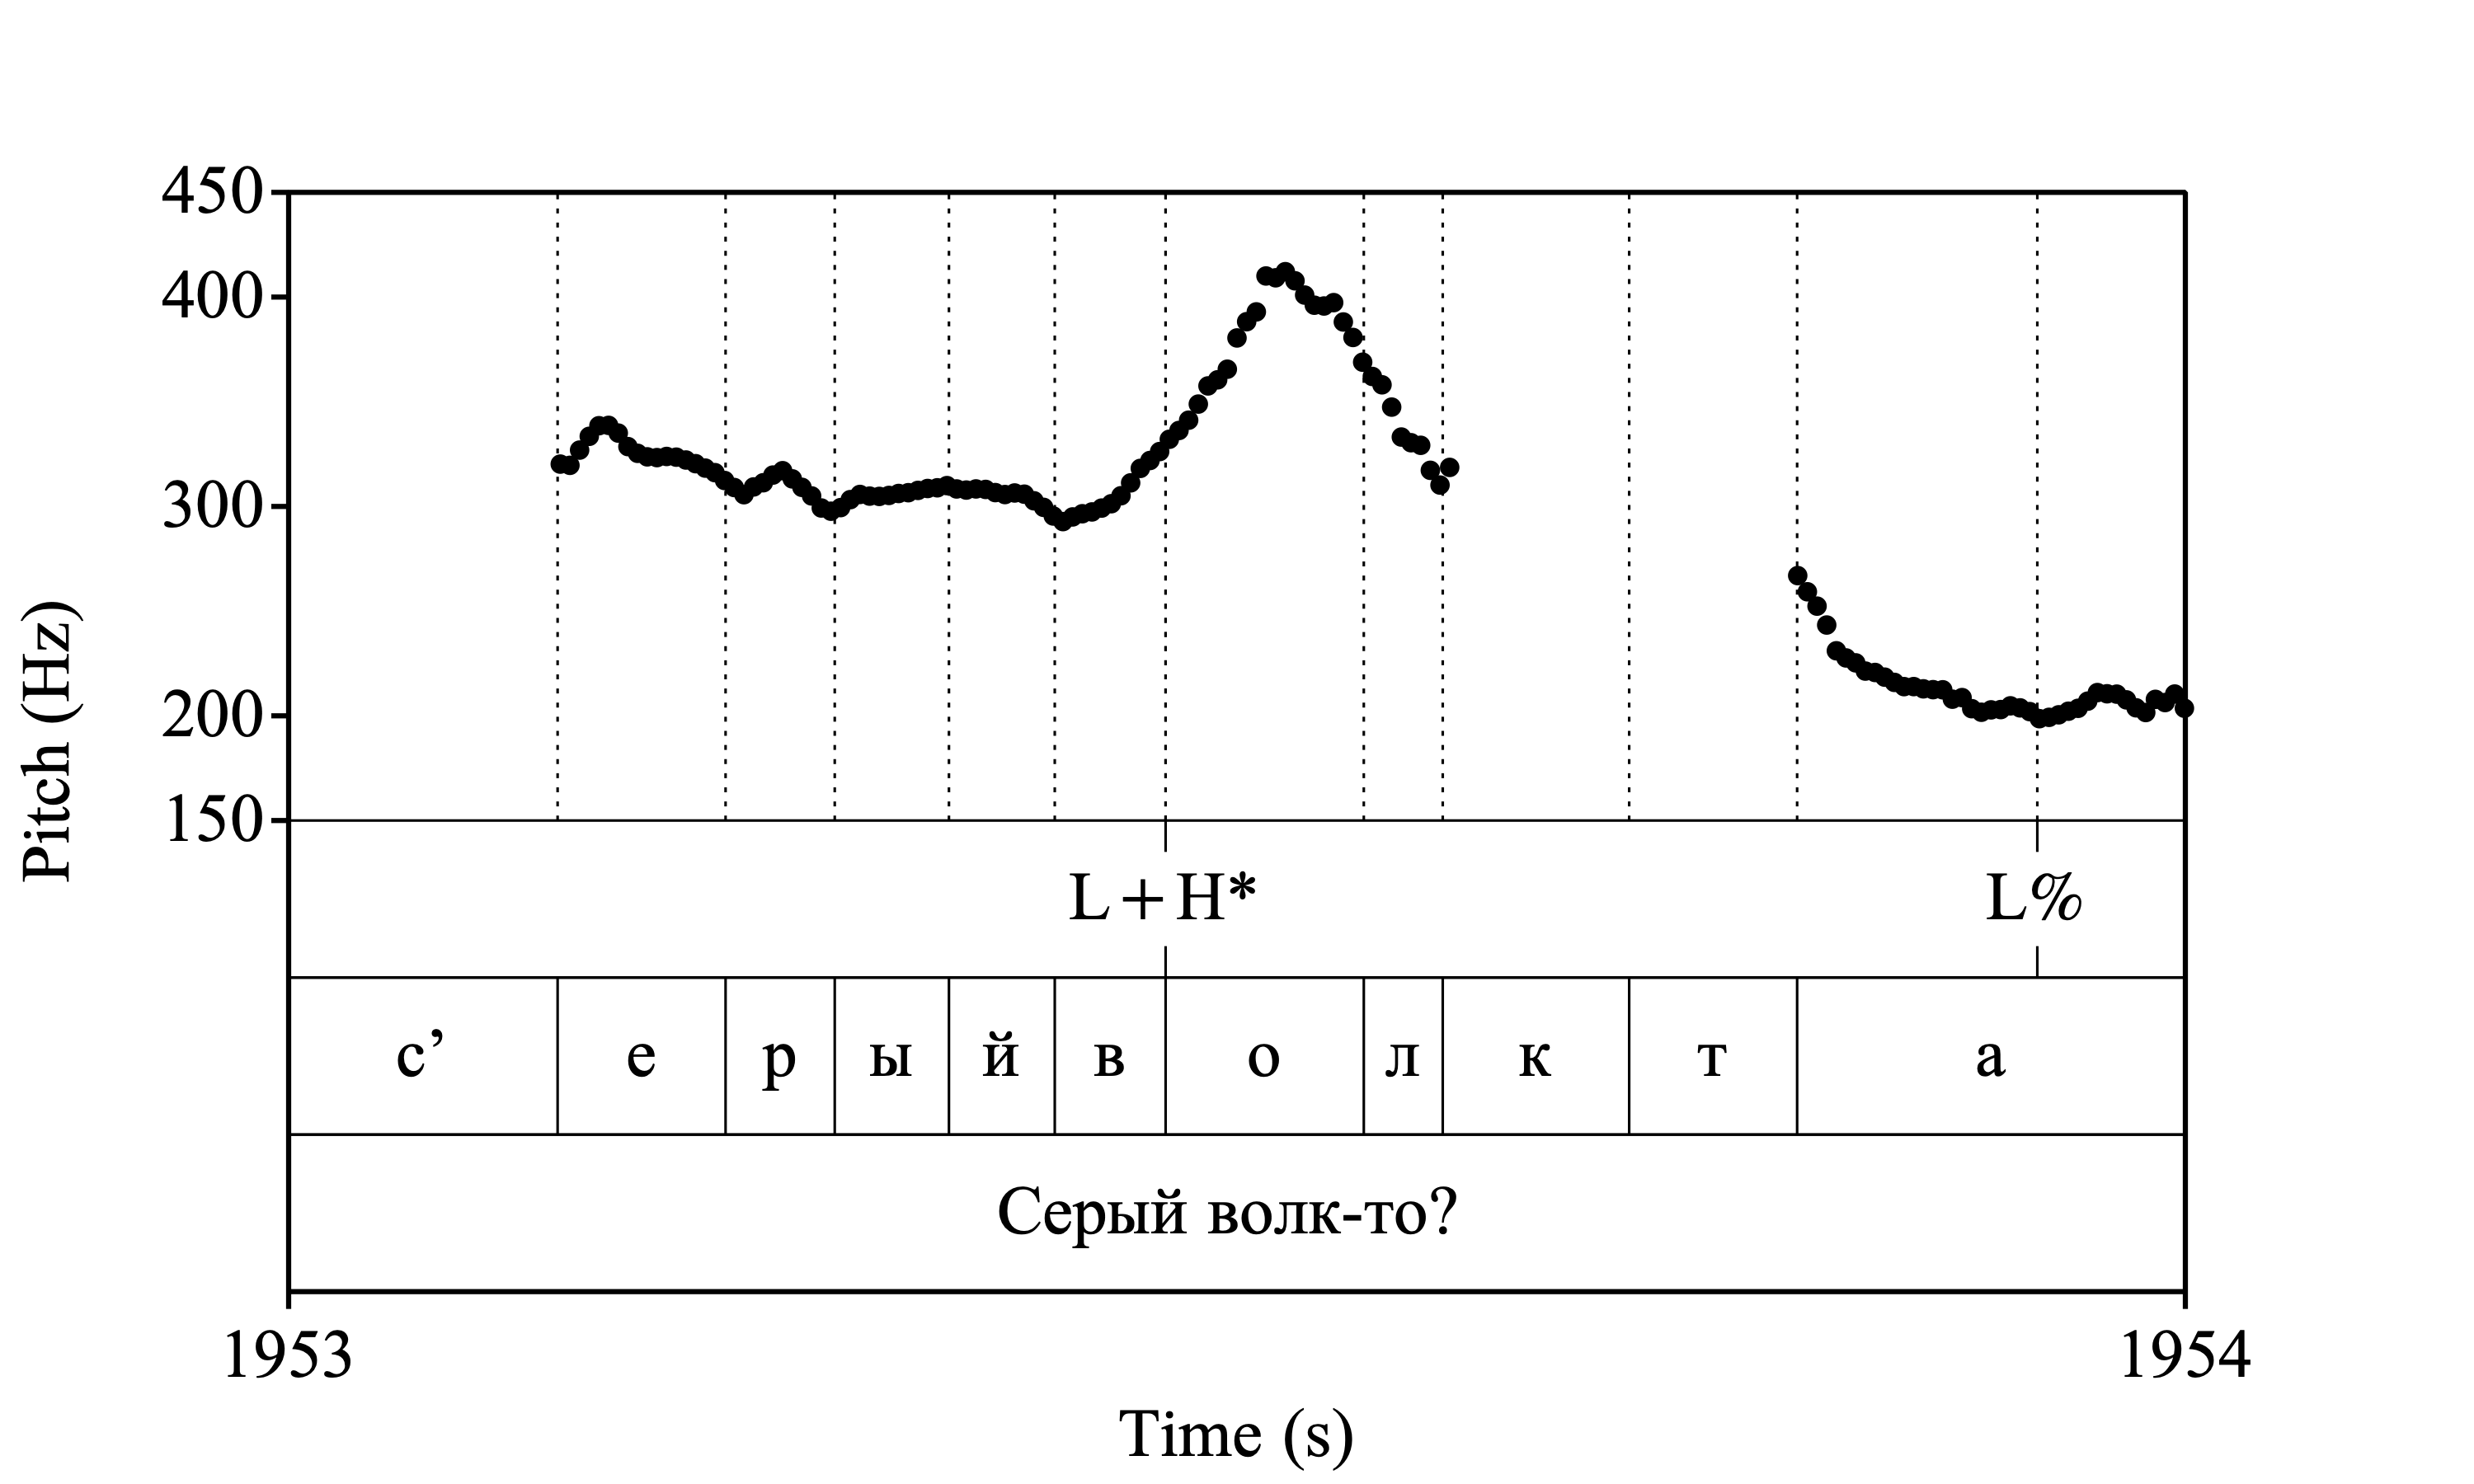 450
400
300
200
150
Pitch (Hz)
L+H* L%
с’ е р ы й в о л к т а
Серый волк-то?
1953 1954
Time (s)